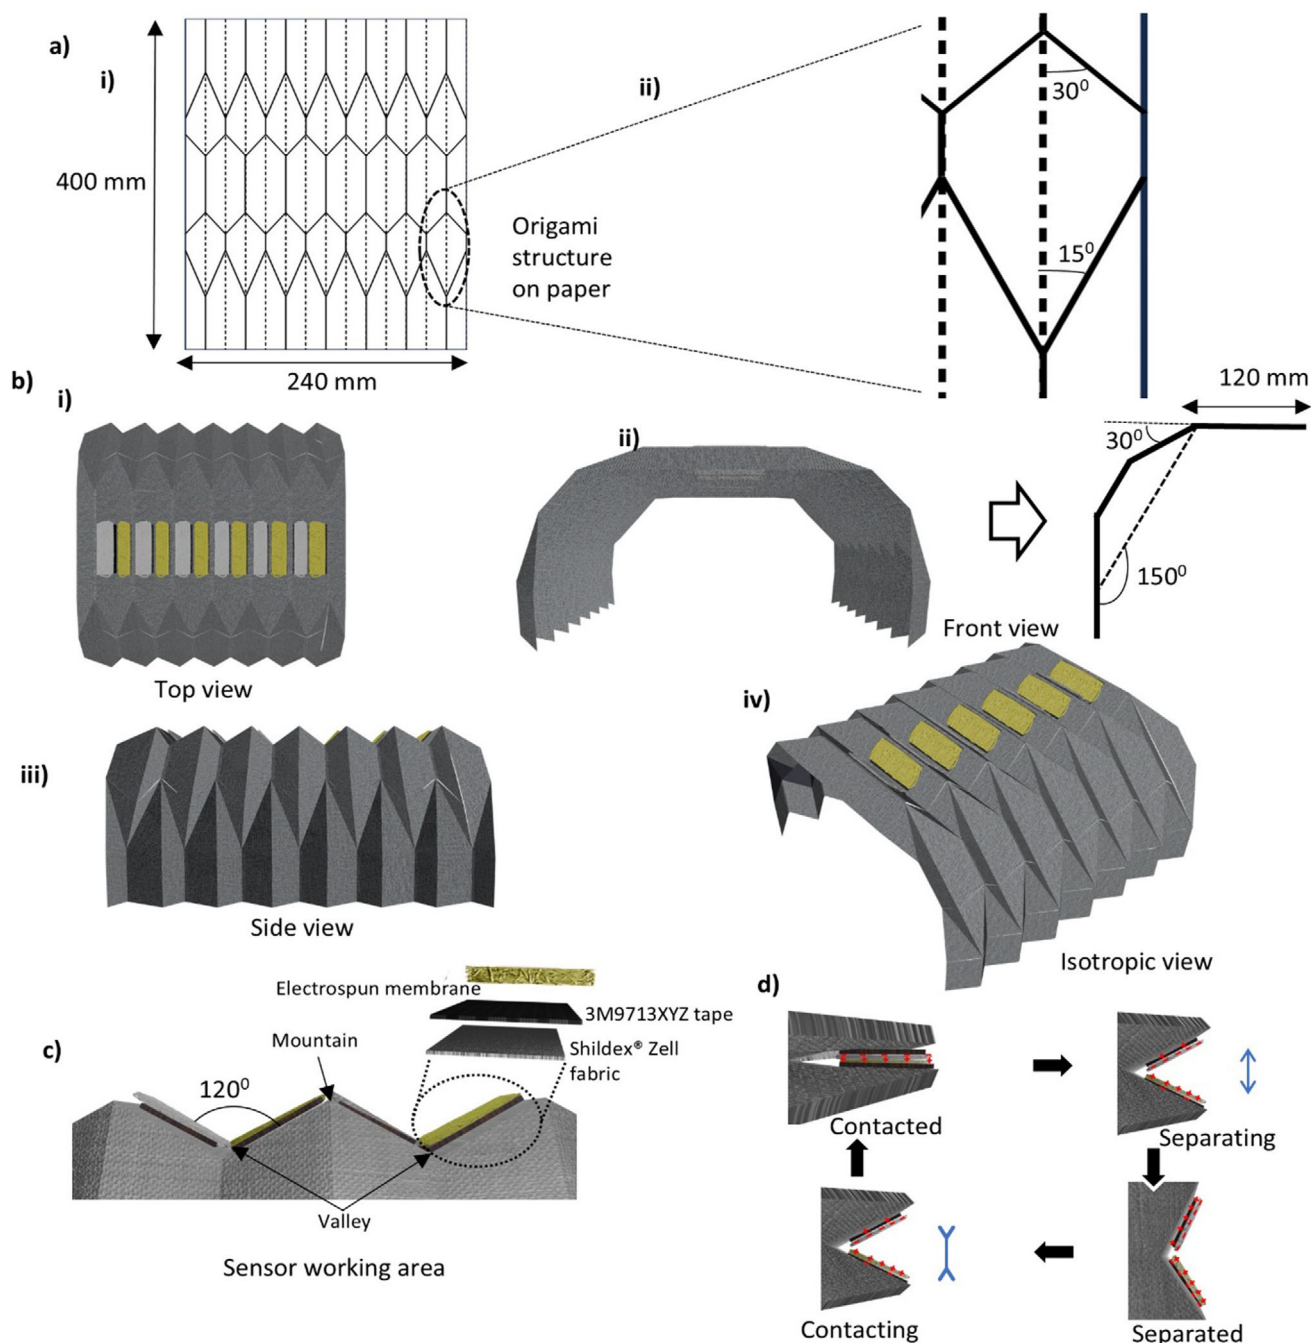 a)
i)
400 mm
240 mm
Origami
structure
on paper
ii)
30⁰
15⁰
b)
i)
Top view
ii)
Front view
120 mm
30⁰
150⁰
iii)
Side view
iv)
Isotropic view
c)
Electrospun membrane
3M9713XYZ tape
Shildex® Zell
fabric
Mountain
120⁰
Valley
Sensor working area
d)
Contacted
Separating
Contacting
Separated